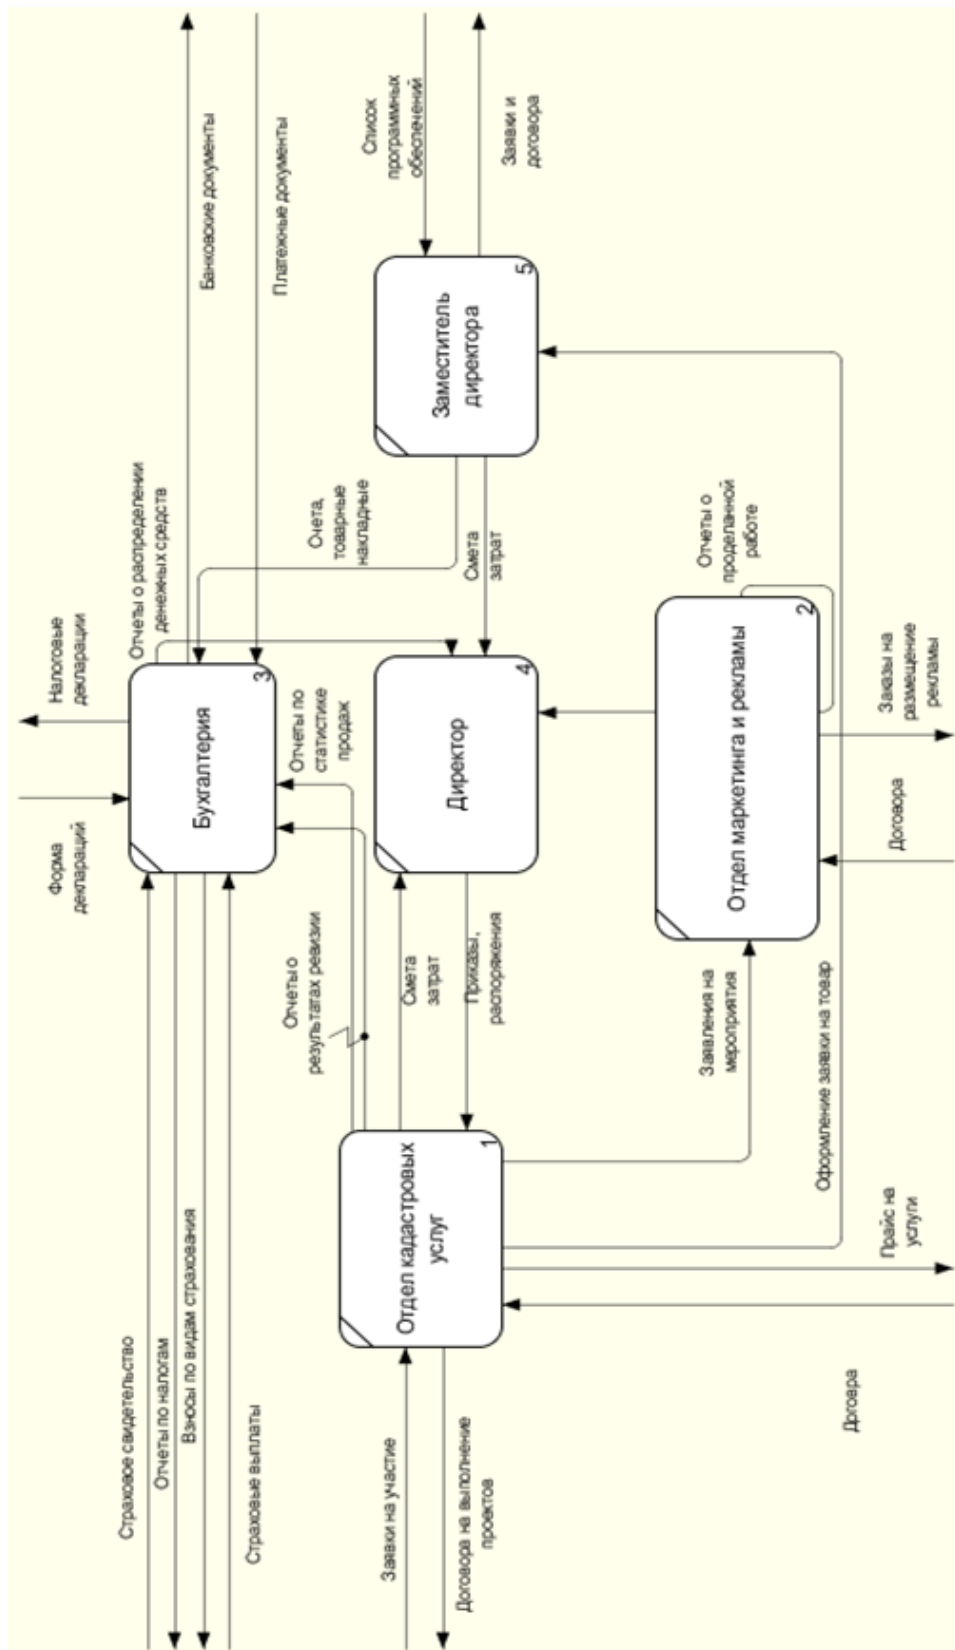 Страховое свидетельство
Отчеты по налогам
Взносы по видам страхования
Страховые выплаты
Форма
деклараций
Налоговые
декларации
Бухгалтерия
3
Отчеты о распределении
денежных средств
Банковские документы
Платежные документы
Отчеты о
результатах ревизии
Отчеты по
статистике
продаж
Счета,
товарные
накладные
Список
программных
обеспечений
Заявки и
договора
Заявки на участие
Договора на выполнение
проектов
Отдел кадастровых
услуг
1
Смета
затрат
Приказы,
распоряжения
Директор
4
Смета
затрат
Заместитель
директора
5
Заявления на
мероприятия
Отдел маркетинга и рекламы
2
Отчеты о
проделанной
работе
Оформление заявки на товар
Договра
Прайс на
услуги
Договора
Заказы на
размещение
рекламы